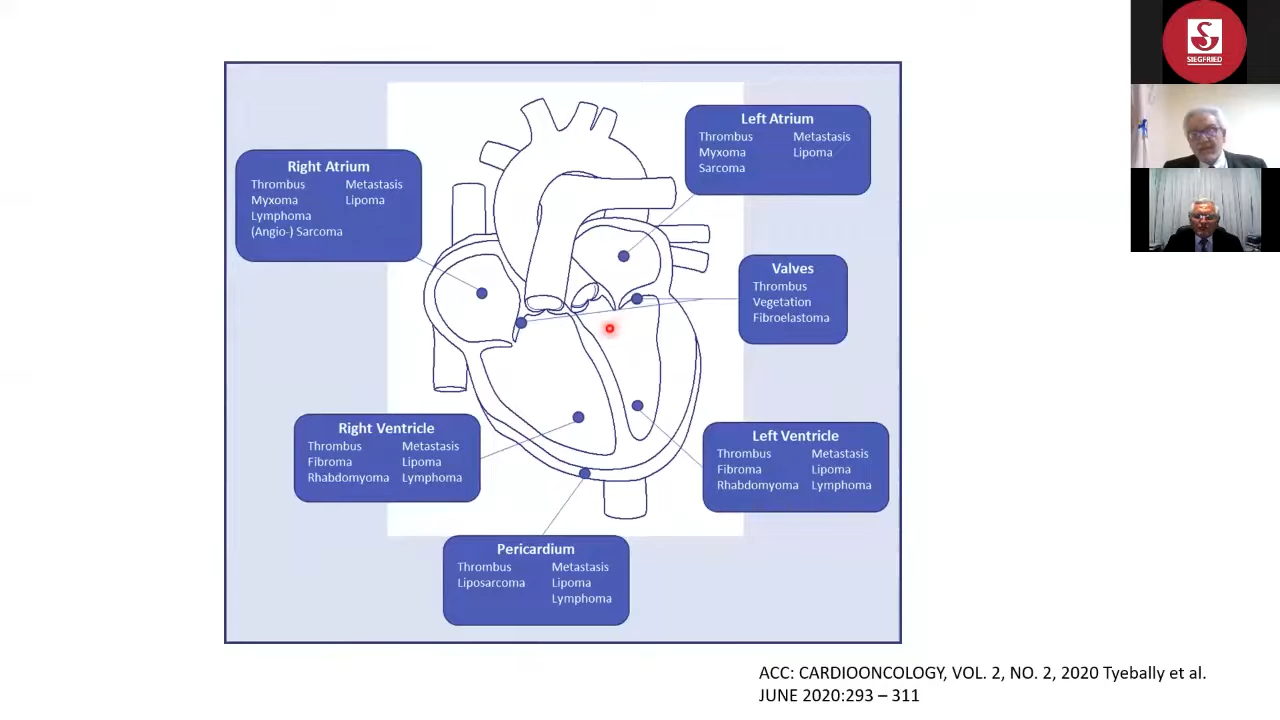 SIEGFRIED
Left Atrium
Thrombus Metastasis
Myxoma Lipoma
Sarcoma
Right Atrium
Thrombus Metastasis
Myxoma Lipoma
Lymphoma
(Angio-) Sarcoma
Valves
Thrombus
Vegetation
Fibroelastoma
Right Ventricle
Thrombus Metastasis
Fibroma Lipoma
Rhabdomyoma Lymphoma
Left Ventricle
Thrombus Metastasis
Fibroma Lipoma
Rhabdomyoma Lymphoma
Pericardium
Thrombus Metastasis
Liposarcoma Lipoma
Lymphoma
ACC: CARDIOONCOLOGY, VOL. 2, NO. 2, 2020 Tyebally et al.
JUNE 2020:293 – 311